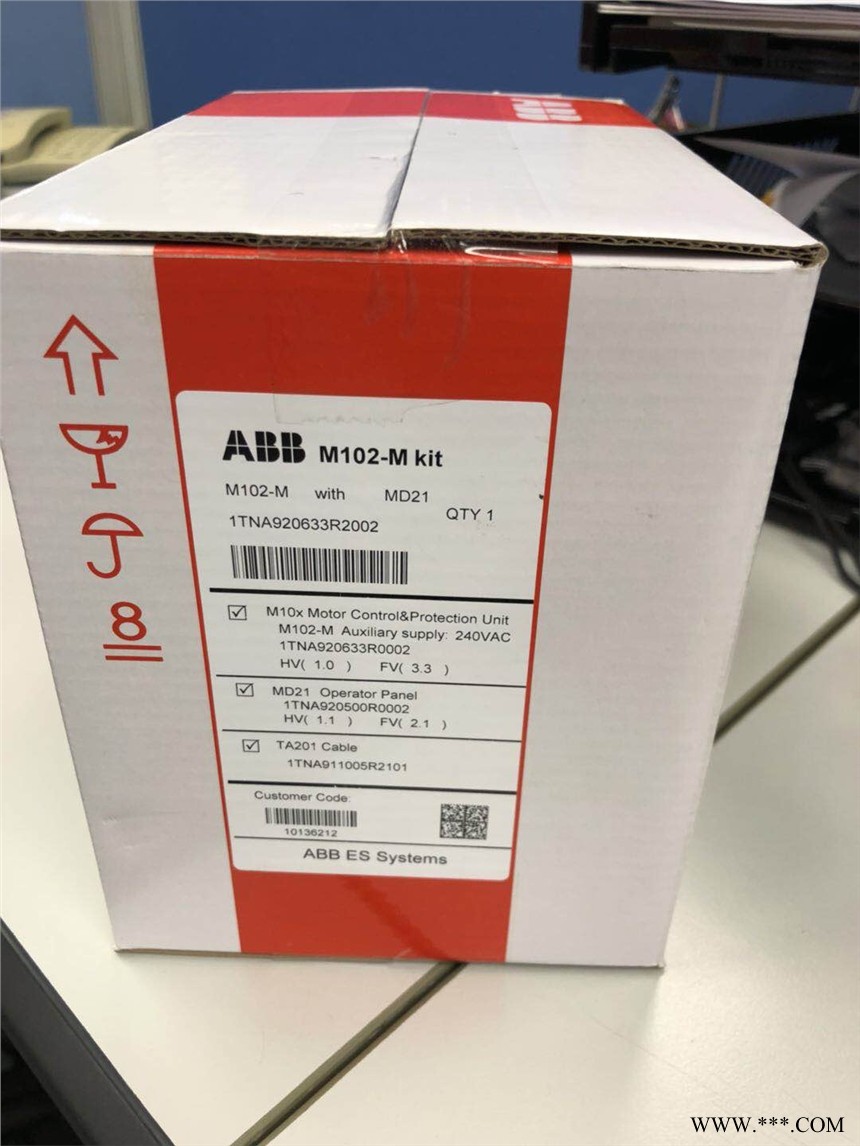 ABB
ABB M102-M kit
M102-M with MD21
QTY 1
1TNA920633R2002
M10x Motor Control&Protection Unit
M102-M Auxiliary supply: 240VAC
1TNA920633R0002
HV( 1.0 ) FV( 3.3 )
MD21 Operator Panel
1TNA920500R0002
HV( 1.1 ) FV( 2.1 )
TA201 Cable
1TNA911005R2101
Customer Code:
10136212
ABB ES Systems
8
WWW.***.COM